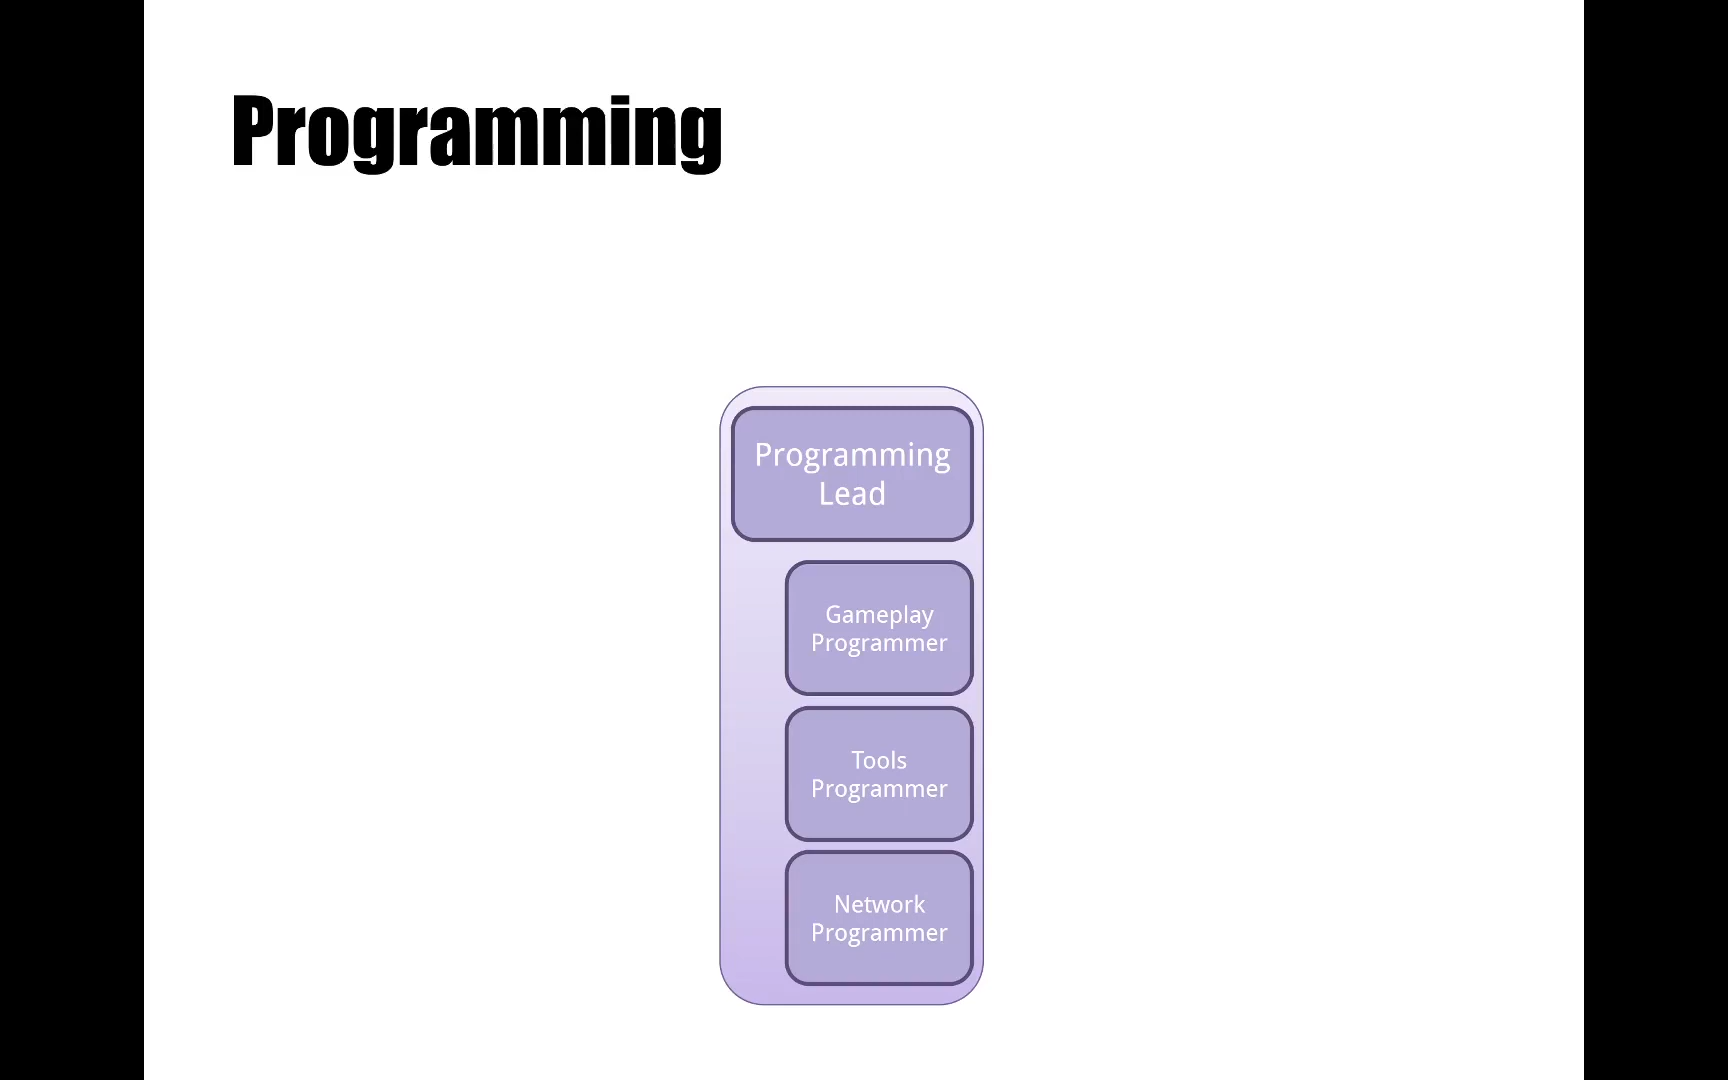 Programming
Programming
Lead
Gameplay
Programmer
Tools
Programmer
Network
Programmer